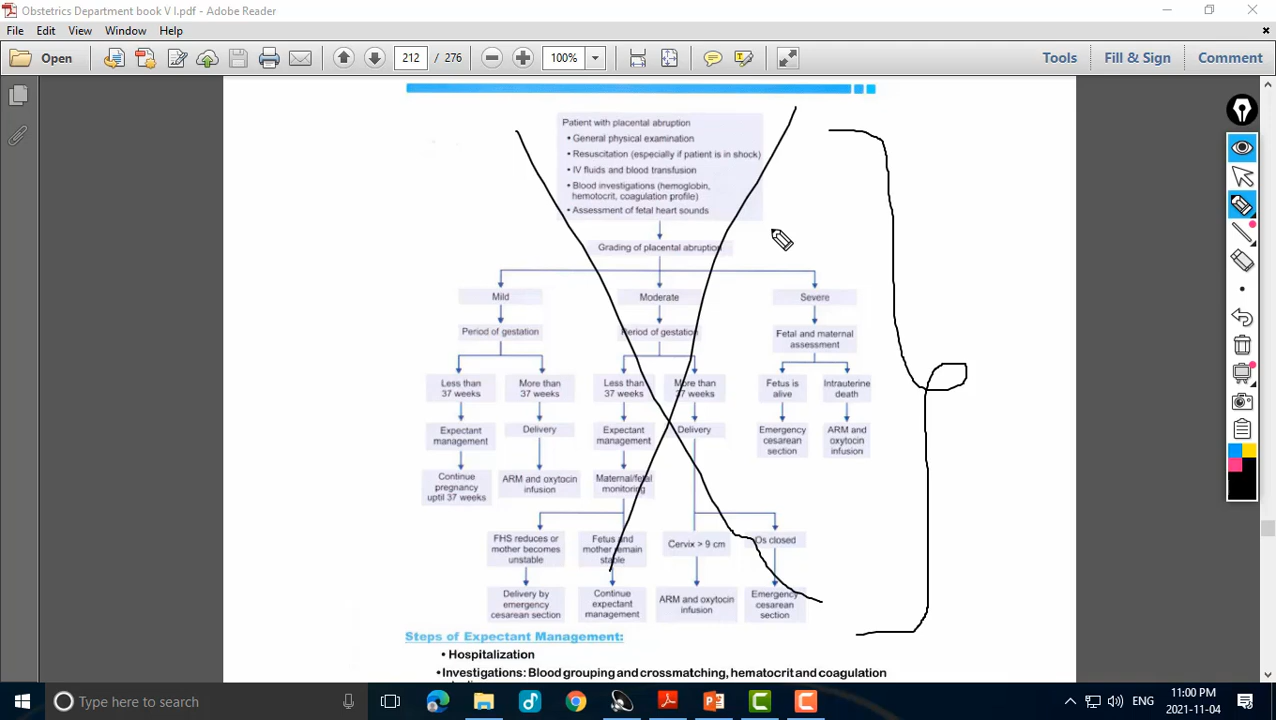 Obstetrics Department book V I.pdf - Adobe Reader
File Edit View Window Help
Open 212 / 276 100% Tools Fill & Sign Comment
Patient with placental abruption
• General physical examination
• Resuscitation (especially if patient is in shock)
• IV fluids and blood transfusion
• Blood investigations (hemoglobin,
hemotocrit, coagulation profile)
• Assessment of fetal heart sounds
Grading of placental abruption
Mild Moderate Severe
Period of gestation Period of gestation Fetal and maternal
assessment
Less than
37 weeks
More than
37 weeks
Less than
37 weeks
More than
37 weeks
Fetus is
alive
Intrauterine
death
Expectant
management
Delivery
Expectant
management
Delivery
Emergency
cesarean
section
ARM and
oxytocin
infusion
Continue
pregnancy
uptil 37 weeks
ARM and oxytocin
infusion
Maternal/fetal
monitoring
FHS reduces or
mother becomes
unstable
Fetus and
mother remain
stable
Cervix > 9 cm
Os closed
Delivery by
emergency
cesarean section
Continue
expectant
management
ARM and oxytocin
infusion
Emergency
cesarean
section
Steps of Expectant Management:
• Hospitalization
• Investigations: Blood grouping and crossmatching, hematocrit and coagulation
Type here to search
ENG
11:00 PM
2021-11-04